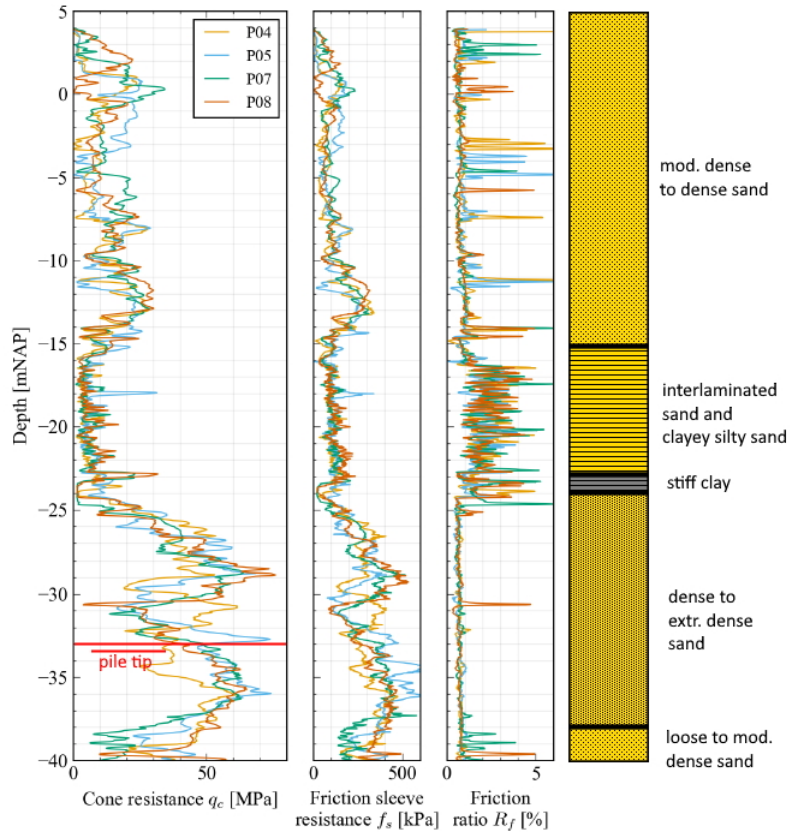 5
0
−5
−10
−15
−20
−25
−30
−35
−40
Depth [mNAP]
P04
P05
P07
P08
pile tip
0
50
Cone resistance q_c [MPa]
0
500
Friction sleeve
resistance f_s [kPa]
0
5
Friction
ratio R_f [%]
mod. dense
to dense sand
interlaminated
sand and
clayey silty sand
stiff clay
dense to
extr. dense
sand
loose to mod.
dense sand